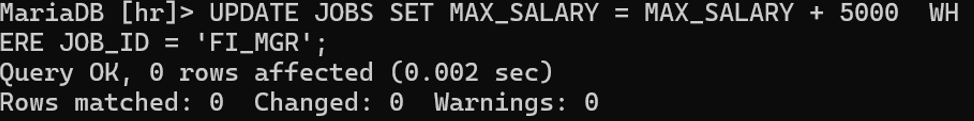 MariaDB [hr]> UPDATE JOBS SET MAX_SALARY = MAX_SALARY + 5000  WH
ERE JOB_ID = 'FI_MGR';
Query OK, 0 rows affected (0.002 sec)
Rows matched: 0  Changed: 0  Warnings: 0